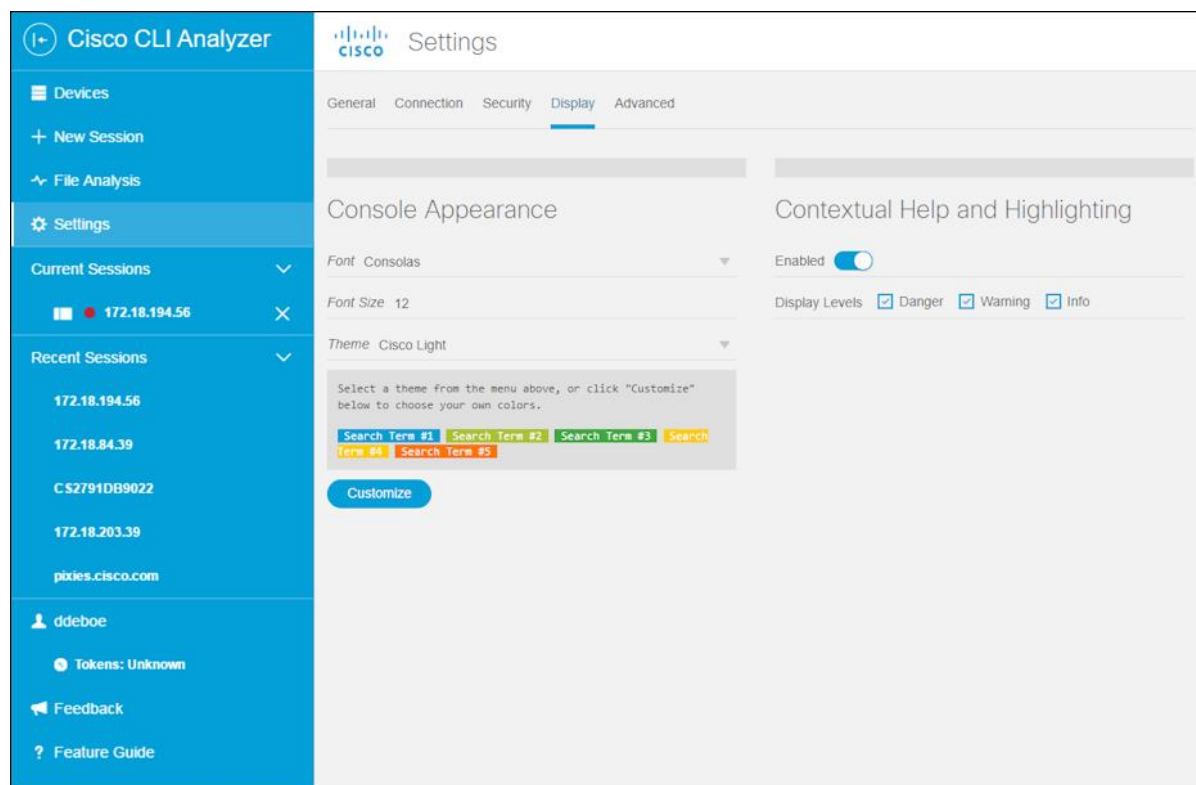 Cisco CLI Analyzer
Devices
New Session
File Analysis
Settings
Current Sessions
172.18.194.56
Recent Sessions
172.18.194.56
172.18.84.39
CS2791DB9022
172.18.203.39
pixies.cisco.com
ddeboe
Tokens: Unknown
Feedback
? Feature Guide
CISCO Settings
General Connection Security Display Advanced
Console Appearance
Font Consolas
Font Size 12
Theme Cisco Light
Select a theme from the menu above, or click "Customize"
below to choose your own colors.
Search Term #1 Search Term #2 Search Term #3 Search
Term #4 Search Term #5
Customize
Contextual Help and Highlighting
Enabled
Display Levels Danger Warning Info